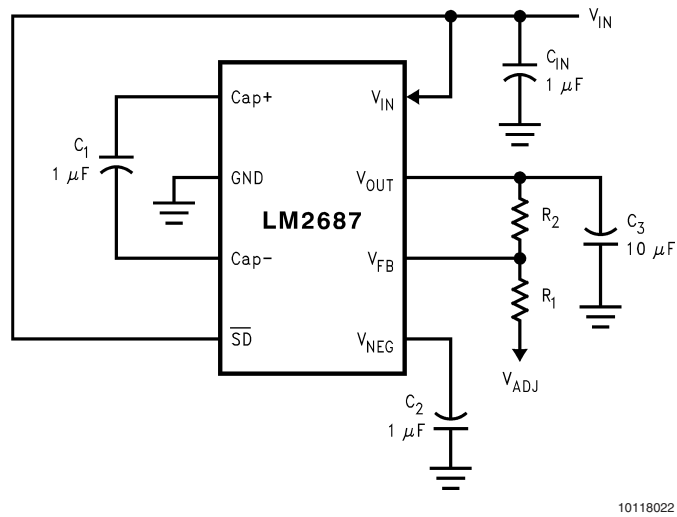 V_IN
C_IN
1 µF
Cap+
V_IN
C_1
1 µF
GND
V_OUT
LM2687
R_2
C_3
10 µF
Cap−
V_FB
R_1
S̅D̅
V_NEG
V_ADJ
C_2
1 µF
10118022